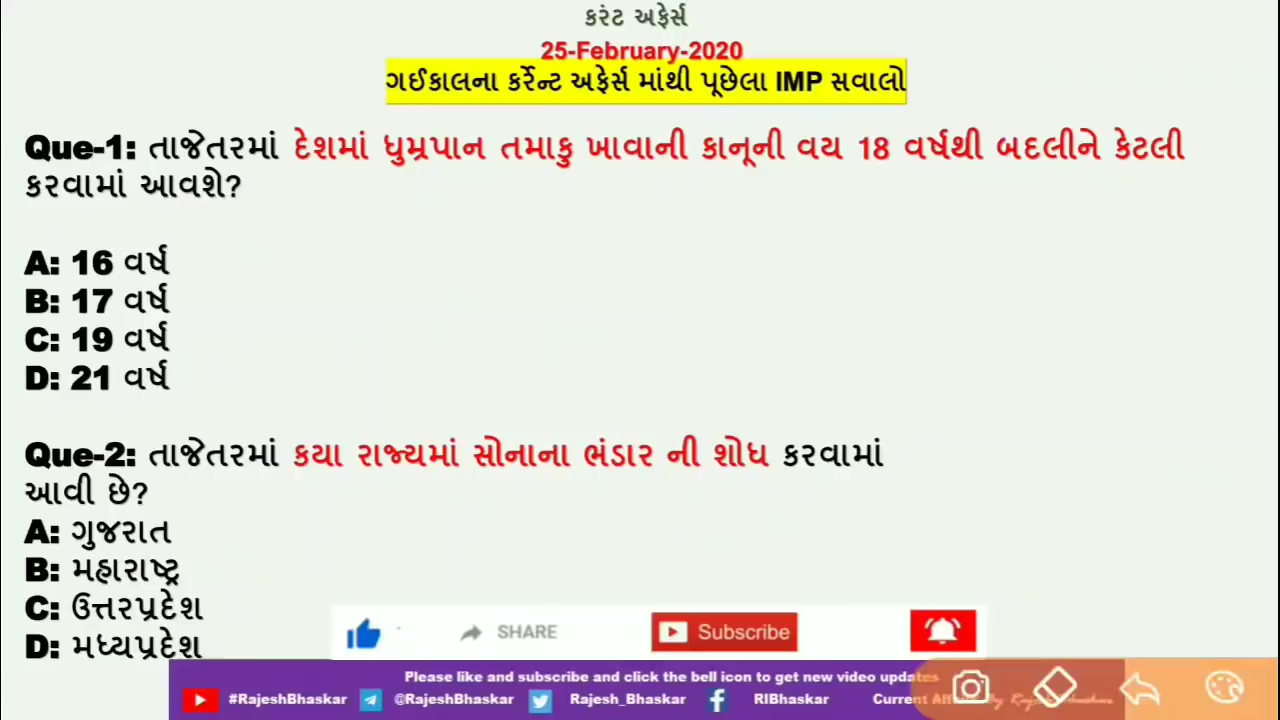 કરંટ અફેર્સ
25-February-2020
ગઈકાલના કર્રેન્ટ અફેર્સ માંથી પૂછેલા IMP સવાલો
Que-1: તાજેતરમાં દેશમાં ધુમ્રપાન તમાકુ ખાવાની કાનૂની વય 18 વર્ષથી બદલીને કેટલી
કરવામાં આવશે?
A: 16 વર્ષ
B: 17 વર્ષ
C: 19 વર્ષ
D: 21 વર્ષ
Que-2: તાજેતરમાં કયા રાજ્યમાં સોનાના ભંડાર ની શોધ કરવામાં
આવી છે?
A: ગુજરાત
B: મહારાષ્ટ્ર
C: ઉત્તરપ્રદેશ
D: મધ્યપ્રદેશ
SHARE Subscribe
Please like and subscribe and click the bell icon to get new video updates
#RajeshBhaskar @RajeshBhaskar Rajesh_Bhaskar RIBhaskar Current